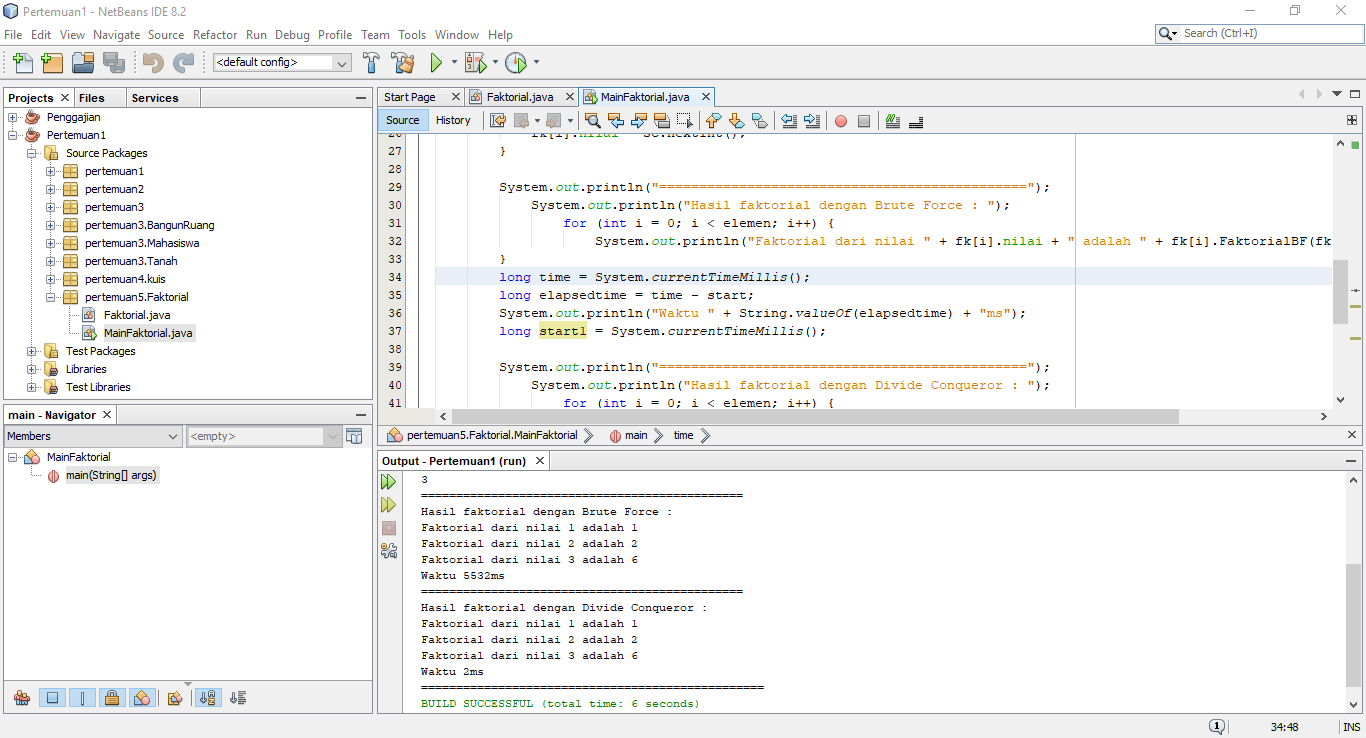 Pertemuan1 - NetBeans IDE 8.2
File Edit View Navigate Source Refactor Run Debug Profile Team Tools Window Help
Search (Ctrl+I)
<default config>
Projects Files Services
Penggajian
Pertemuan1
Source Packages
pertemuan1
pertemuan2
pertemuan3
pertemuan3.BangunRuang
pertemuan3.Mahasiswa
pertemuan3.Tanah
pertemuan4.kuis
pertemuan5.Faktorial
Faktorial.java
MainFaktorial.java
Test Packages
Libraries
Test Libraries
main - Navigator
Members <empty>
MainFaktorial
main(String[] args)
Start Page Faktorial.java MainFaktorial.java
Source History
27 }
28
29 System.out.println("==============================================");
30 System.out.println("Hasil faktorial dengan Brute Force : ");
31 for (int i = 0; i < elemen; i++) {
32 System.out.println("Faktorial dari nilai " + fk[i].nilai + " adalah " + fk[i].FaktorialBF(fk
33 }
34 long time = System.currentTimeMillis();
35 long elapsedtime = time - start;
36 System.out.println("Waktu " + String.valueOf(elapsedtime) + "ms");
37 long start1 = System.currentTimeMillis();
38
39 System.out.println("==============================================");
40 System.out.println("Hasil faktorial dengan Divide Conqueror : ");
41 for (int i = 0; i < elemen; i++) {
pertemuan5.Faktorial.MainFaktorial main time
Output - Pertemuan1 (run)
3
==============================================
Hasil faktorial dengan Brute Force :
Faktorial dari nilai 1 adalah 1
Faktorial dari nilai 2 adalah 2
Faktorial dari nilai 3 adalah 6
Waktu 5532ms
==============================================
Hasil faktorial dengan Divide Conqueror :
Faktorial dari nilai 1 adalah 1
Faktorial dari nilai 2 adalah 2
Faktorial dari nilai 3 adalah 6
Waktu 2ms
=================================================
BUILD SUCCESSFUL (total time: 6 seconds)
1 34:48 INS